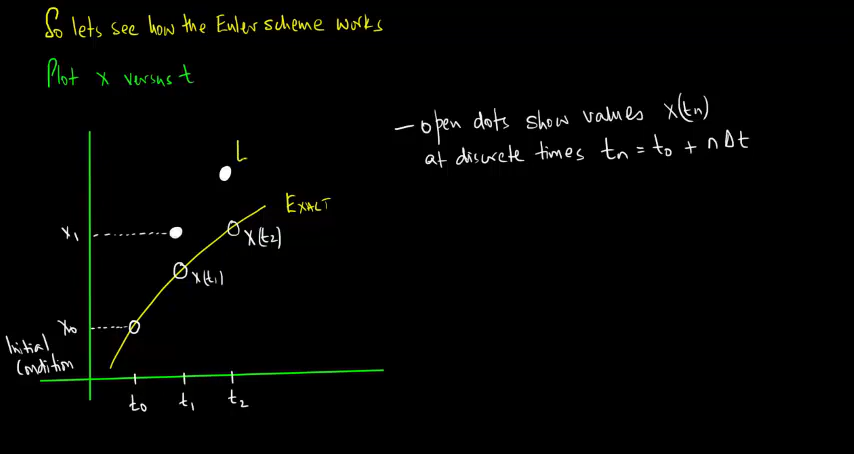 So lets see how the Euler scheme works
Plot x versus t
– open dots show values x(tn)
at discrete times tn = t0 + n Δt
L
EXACT
x1
x(t2)
x(t1)
x0
Initial
Condition
t0 t1 t2